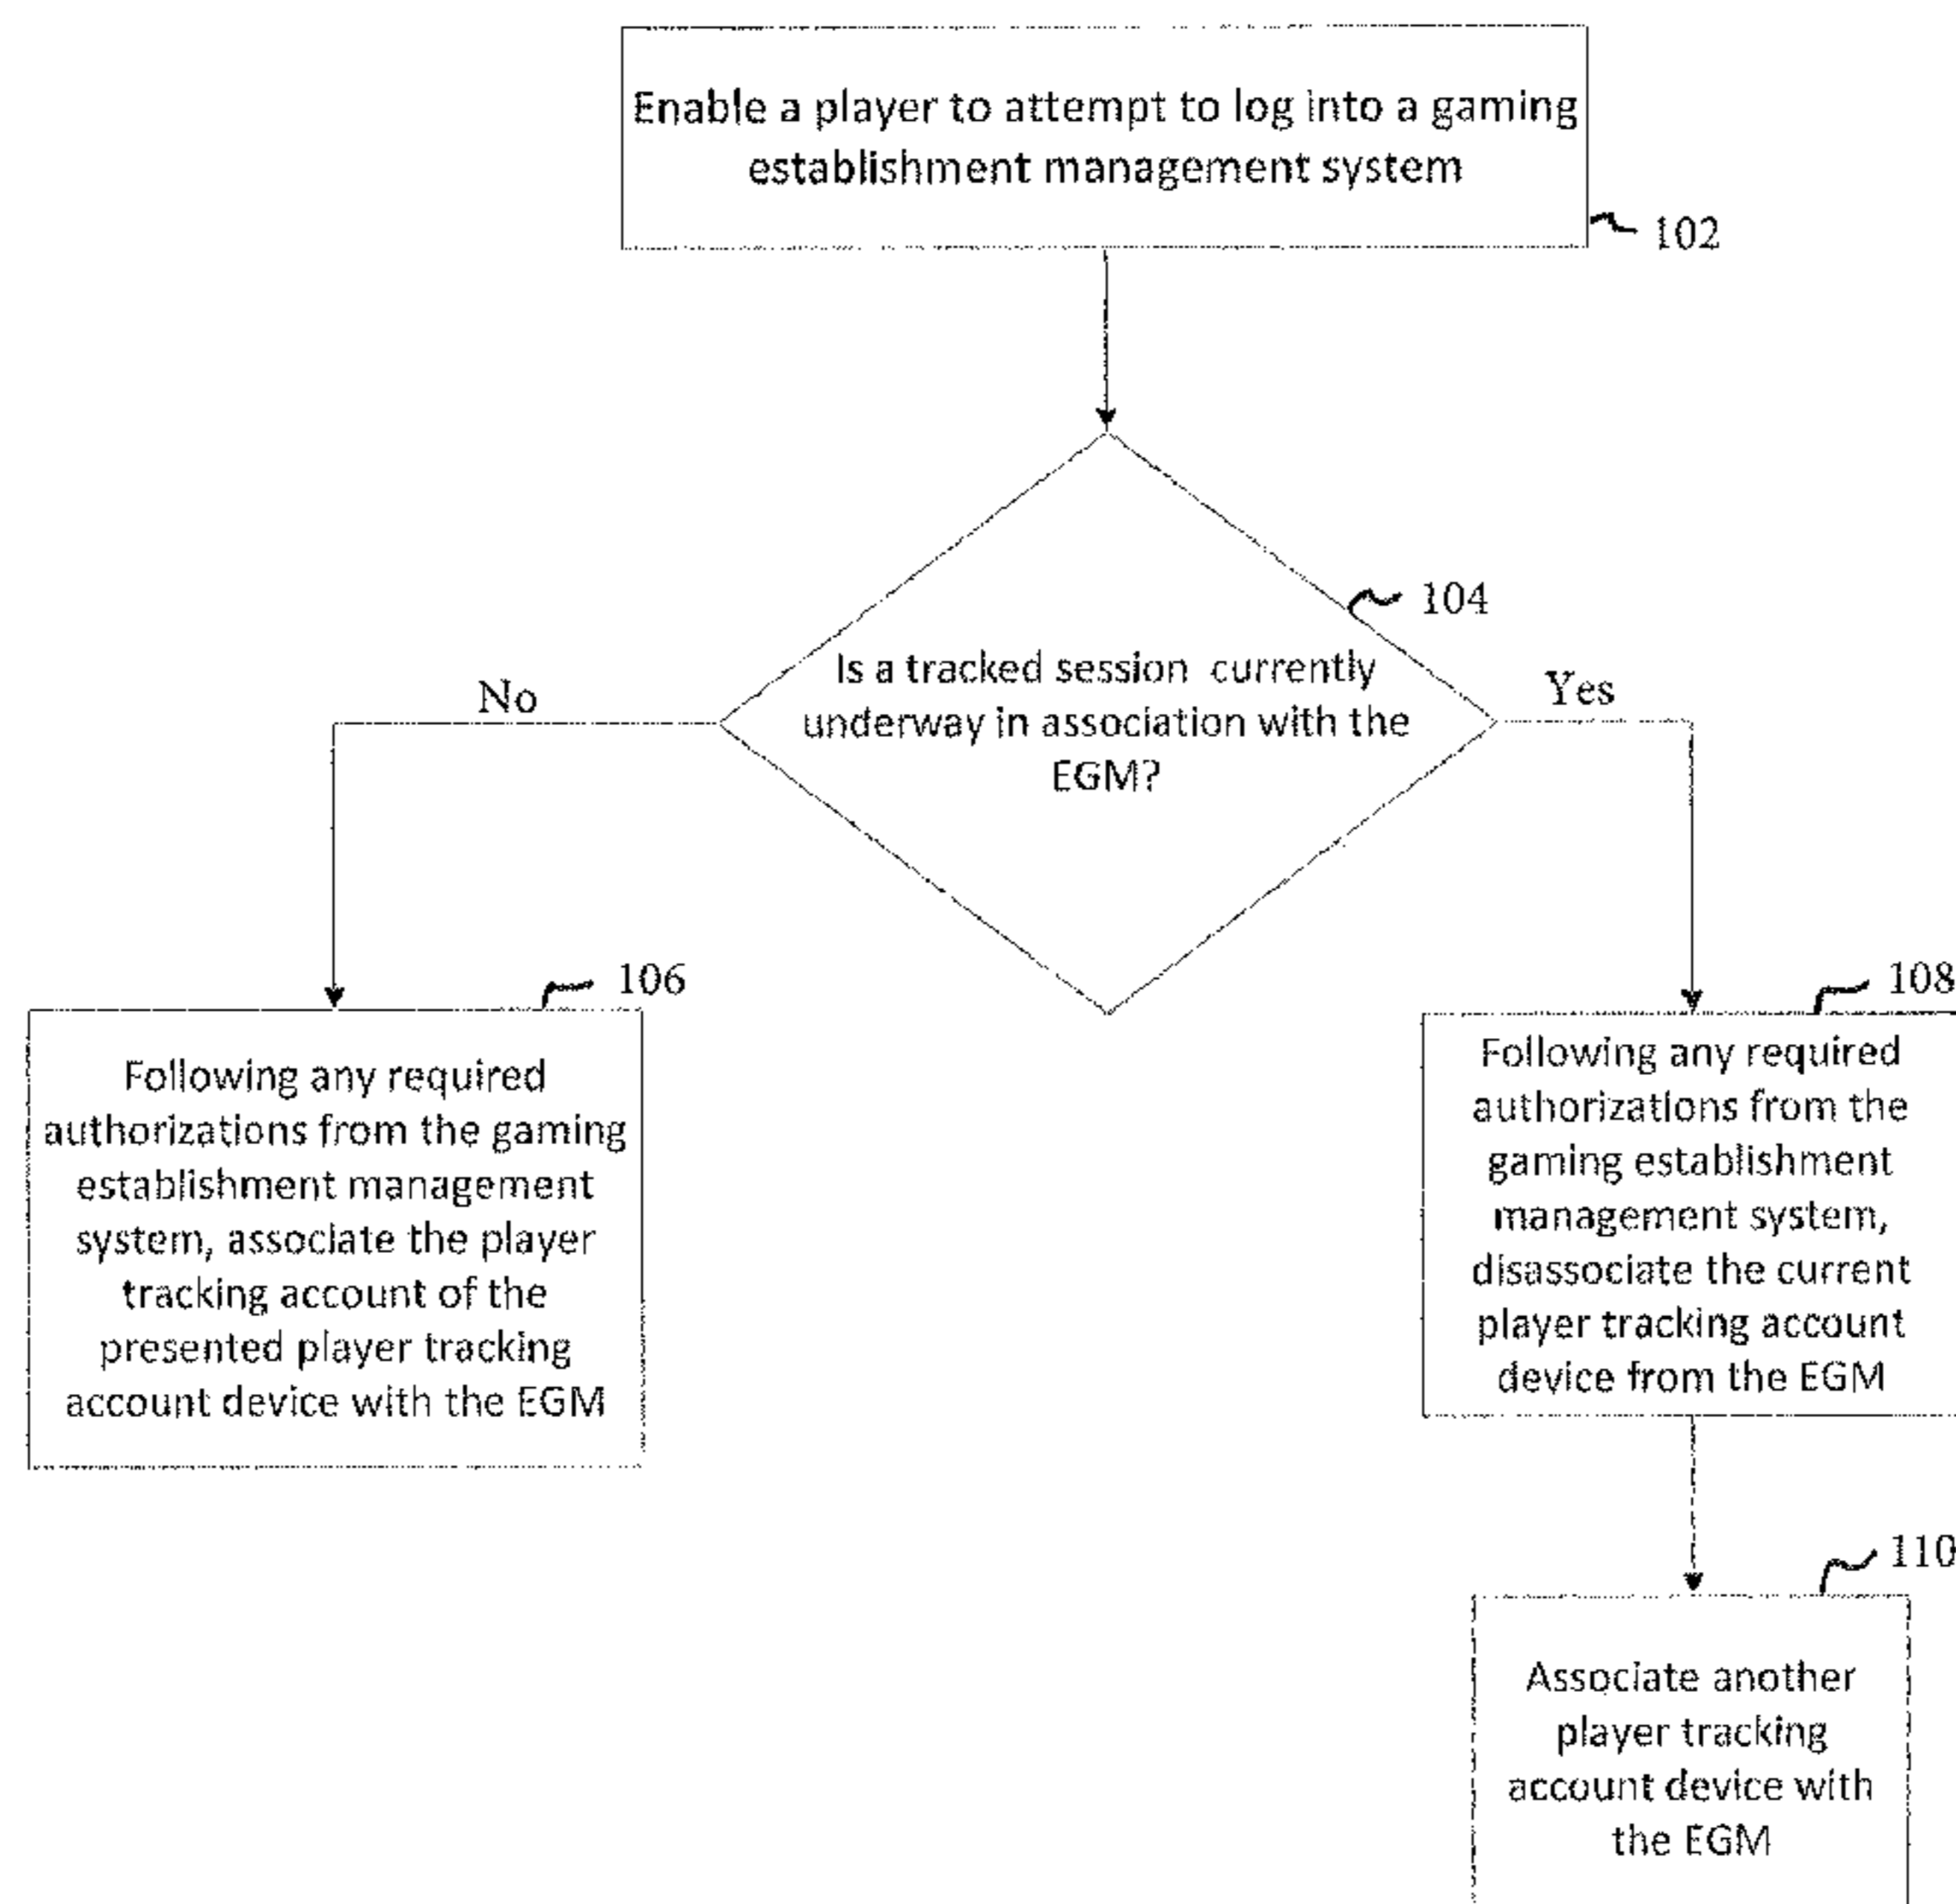 Enable a player to attempt to log into a gaming
establishment management system
102
104
Is a tracked session currently
underway in association with the
EGM?
No
Yes
106
Following any required
authorizations from the gaming
establishment management
system, associate the player
tracking account of the
presented player tracking
account device with the EGM
108
Following any required
authorizations from the
gaming establishment
management system,
disassociate the current
player tracking account
device from the EGM
110
Associate another
player tracking
account device with
the EGM